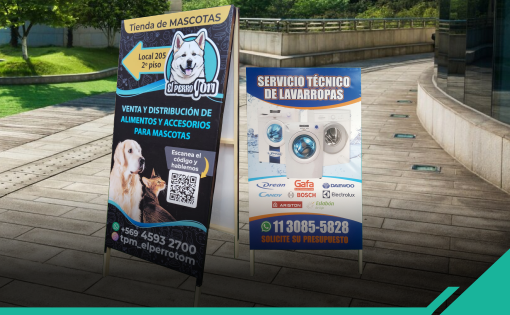 Tienda de MASCOTAS
Local 205
2º piso
EL PERRO Tom
VENTA Y DISTRIBUCIÓN DE
ALIMENTOS Y ACCESORIOS
PARA MASCOTAS
Escanea el
código y
hablemos
+569 4593 2700
tpm_elperrotom
SERVICIO TÉCNICO
DE LAVARROPAS
Drean
Gafa
DAEWOO
BOSCH
Electrolux
ARISTON
11 3085-5828
SOLICITE SU PRESUPUESTO